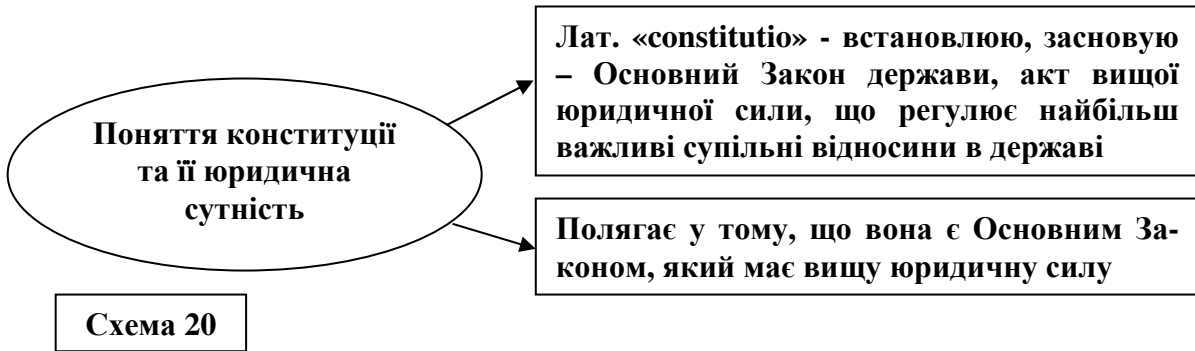 Поняття конституції
та її юридична
сутність
Лат. «constitutio» - встановлюю, засновую
– Основний Закон держави, акт вищої
юридичної сили, що регулює найбільш
важливі супільні відносини в державі
Полягає у тому, що вона є Основним За-
коном, який має вищу юридичну силу
Схема 20